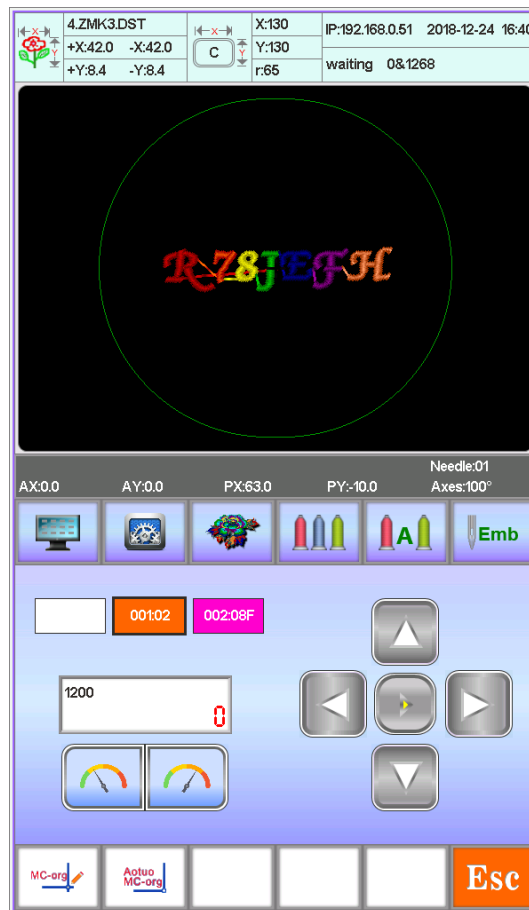 4.ZMK3.DST
+X:42.0 -X:42.0
+Y:8.4 -Y:8.4
X
Y
X
Y
C
X:130
Y:130
r:65
IP:192.168.0.51 2018-12-24 16:40
waiting 0&1268
RZ8JEFH
Needle:01
AX:0.0 AY:0.0 PX:63.0 PY:-10.0 Axes:100°
A
Emb
001:02 002:08F
1200
0
MC-org
Aotuo
MC-org
Esc